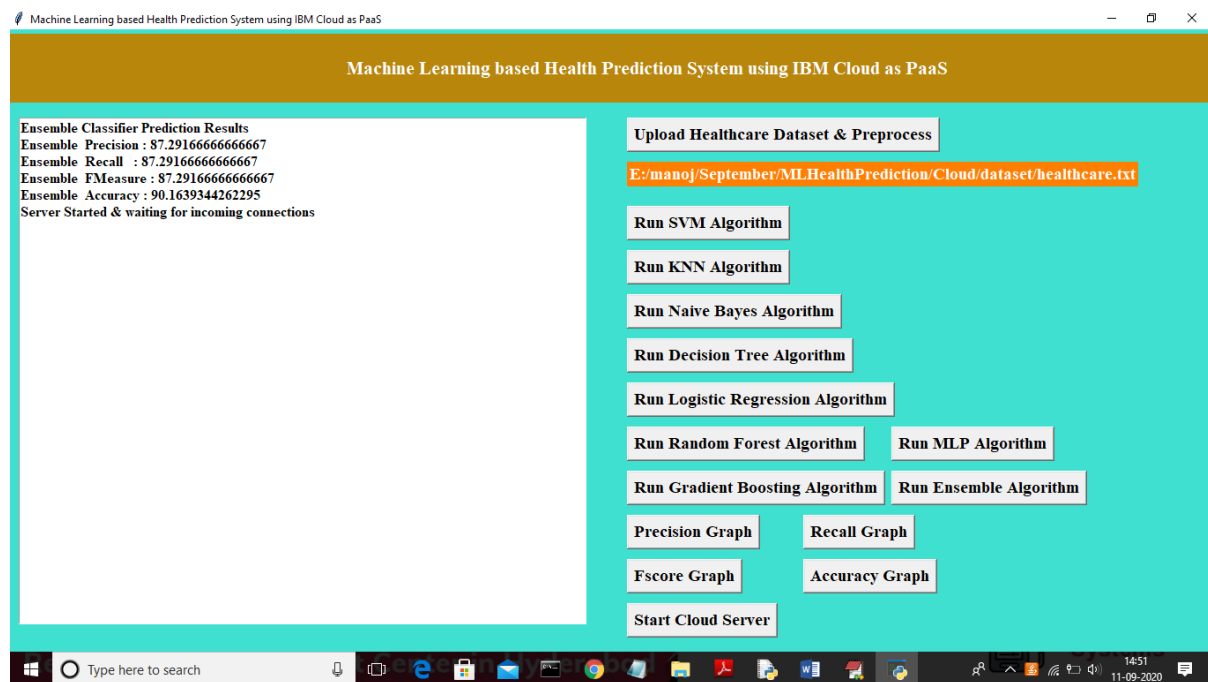 Machine Learning based Health Prediction System using IBM Cloud as PaaS
Machine Learning based Health Prediction System using IBM Cloud as PaaS
Ensemble Classifier Prediction Results
Ensemble Precision : 87.29166666666667
Ensemble Recall : 87.29166666666667
Ensemble FMeasure : 87.29166666666667
Ensemble Accuracy : 90.1639344262295
Server Started & waiting for incoming connections
Upload Healthcare Dataset & Preprocess
E:/manoj/September/MLHealthPrediction/Cloud/dataset/healthcare.txt
Run SVM Algorithm
Run KNN Algorithm
Run Naive Bayes Algorithm
Run Decision Tree Algorithm
Run Logistic Regression Algorithm
Run Random Forest Algorithm
Run MLP Algorithm
Run Gradient Boosting Algorithm
Run Ensemble Algorithm
Precision Graph
Recall Graph
Fscore Graph
Accuracy Graph
Start Cloud Server
Type here to search
14:51
11-09-2020